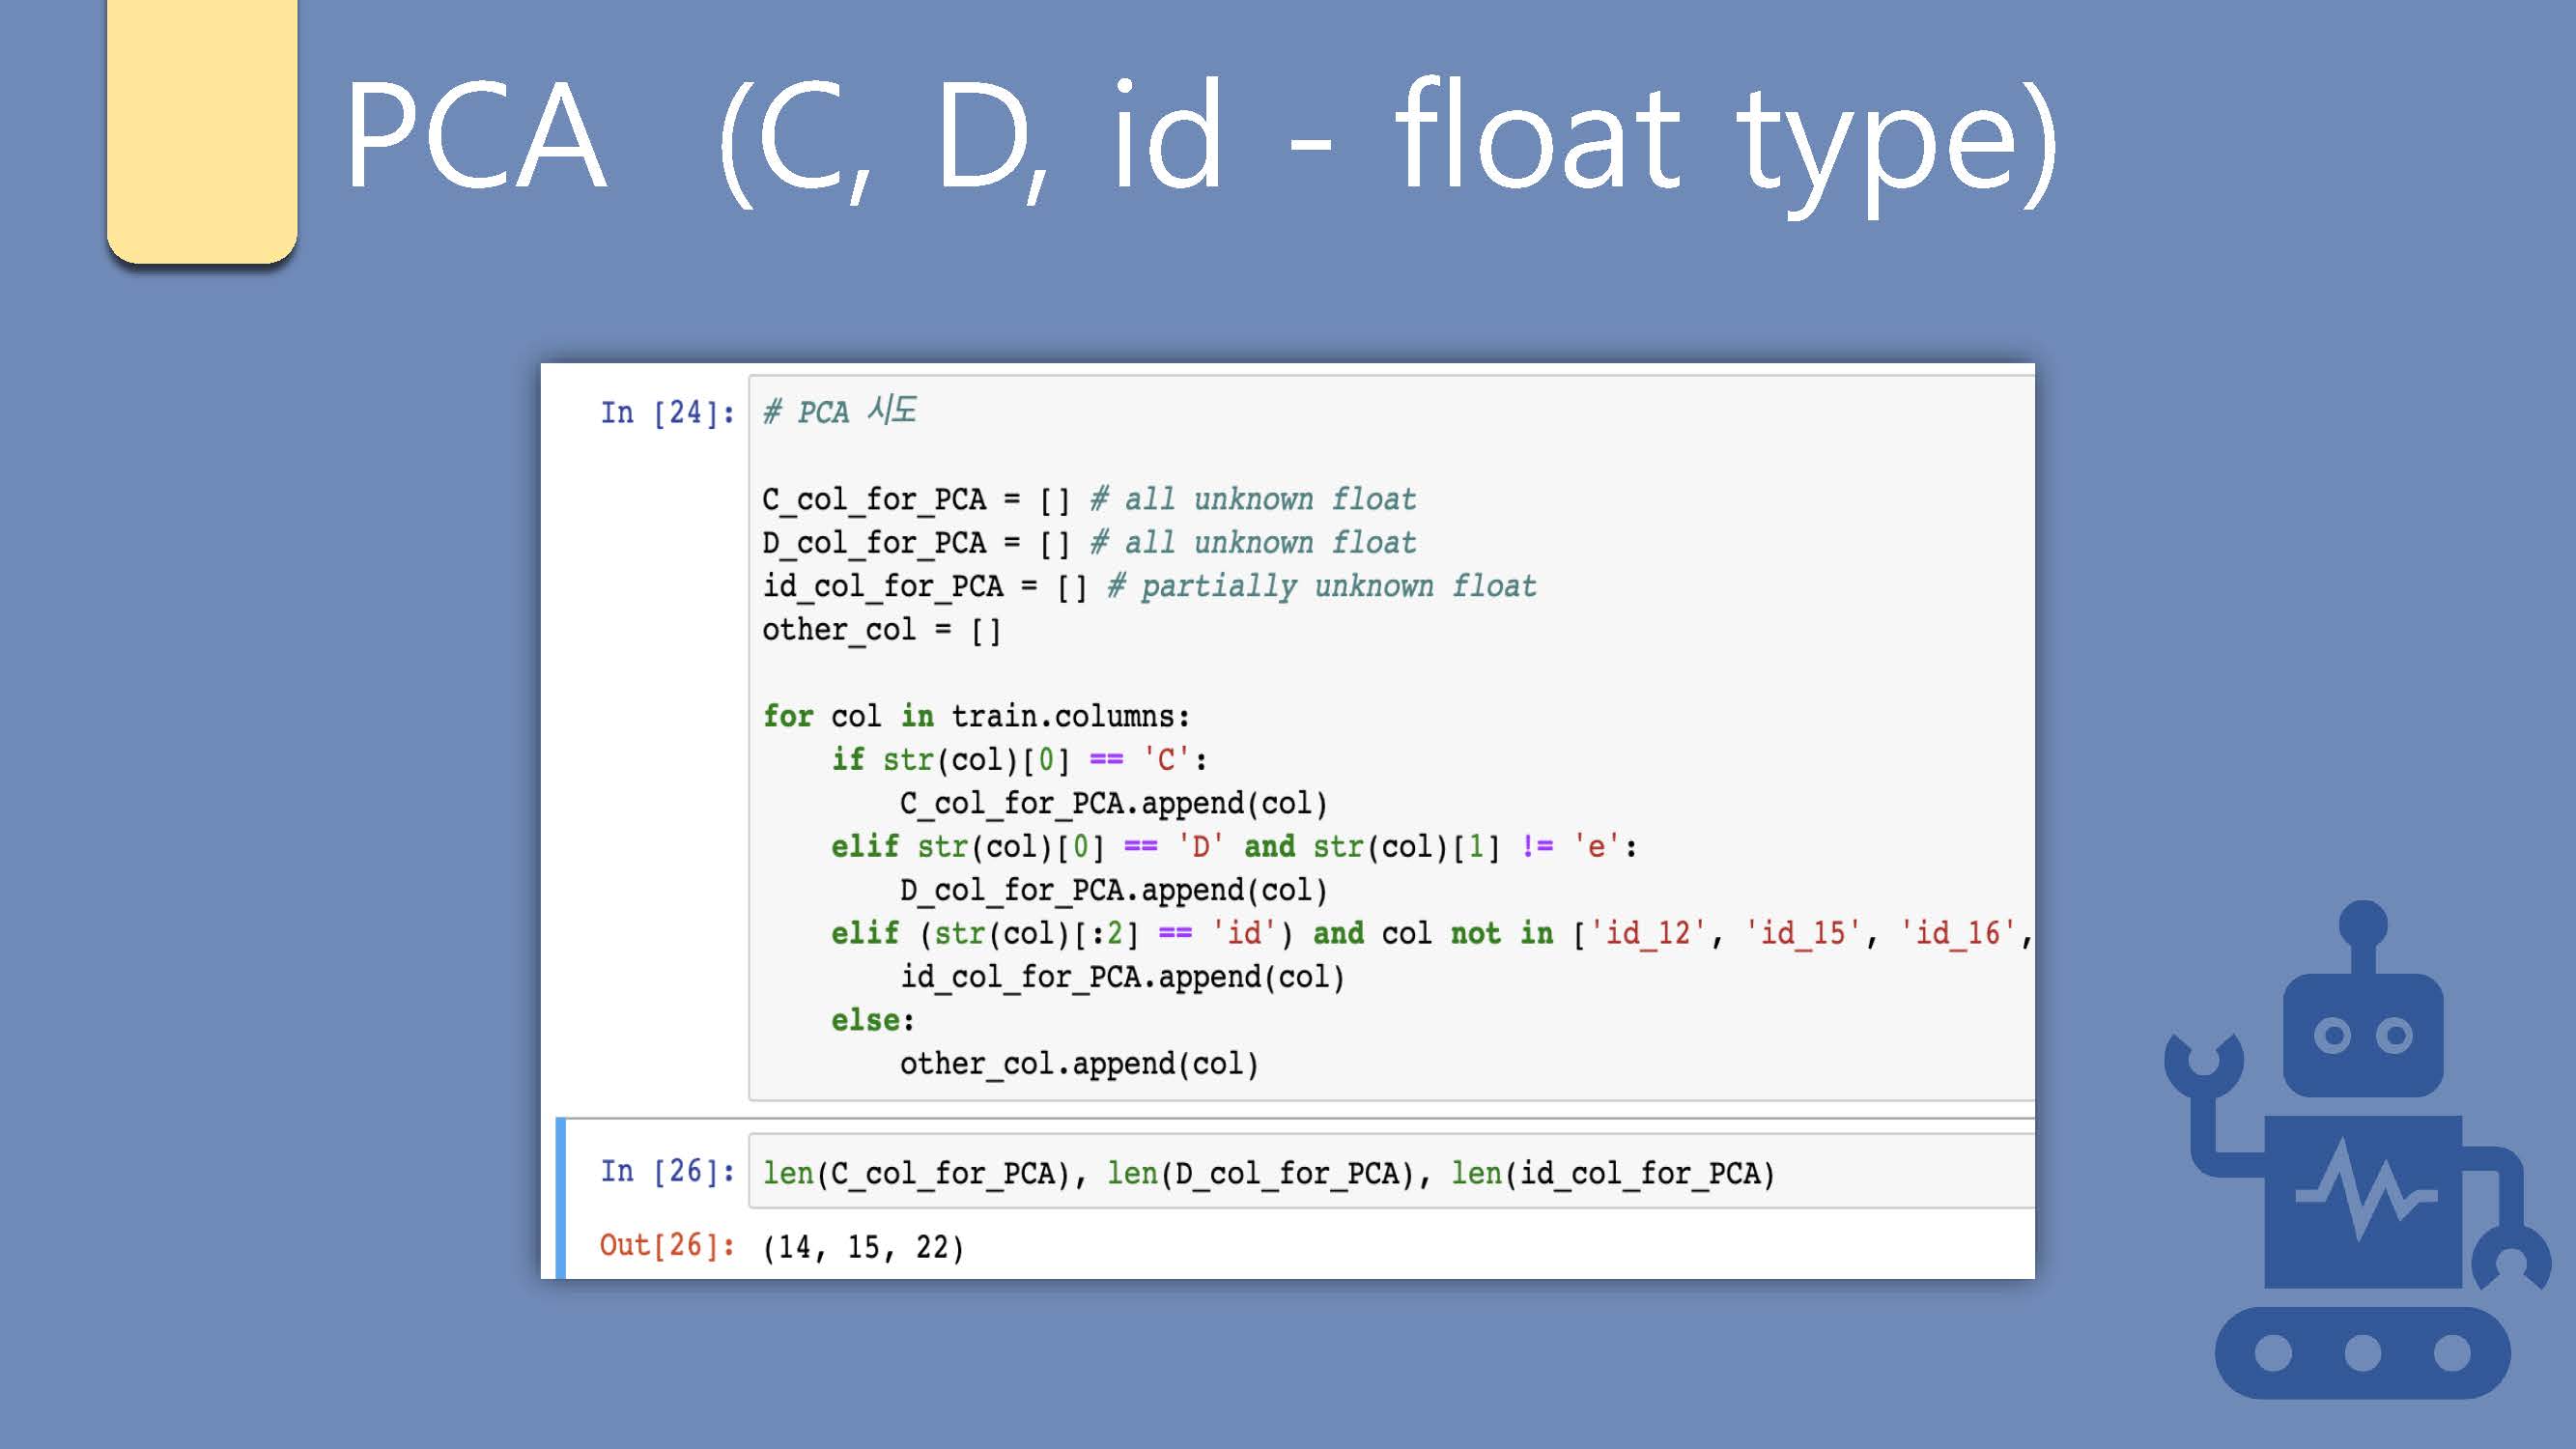 PCA (C, D, id - float type)
In [24]: # PCA 시도
C_col_for_PCA = [] # all unknown float
D_col_for_PCA = [] # all unknown float
id_col_for_PCA = [] # partially unknown float
other_col = []
for col in train.columns:
    if str(col)[0] == 'C':
        C_col_for_PCA.append(col)
    elif str(col)[0] == 'D' and str(col)[1] != 'e':
        D_col_for_PCA.append(col)
    elif (str(col)[:2] == 'id') and col not in ['id_12', 'id_15', 'id_16',
        id_col_for_PCA.append(col)
    else:
        other_col.append(col)
In [26]: len(C_col_for_PCA), len(D_col_for_PCA), len(id_col_for_PCA)
Out[26]: (14, 15, 22)